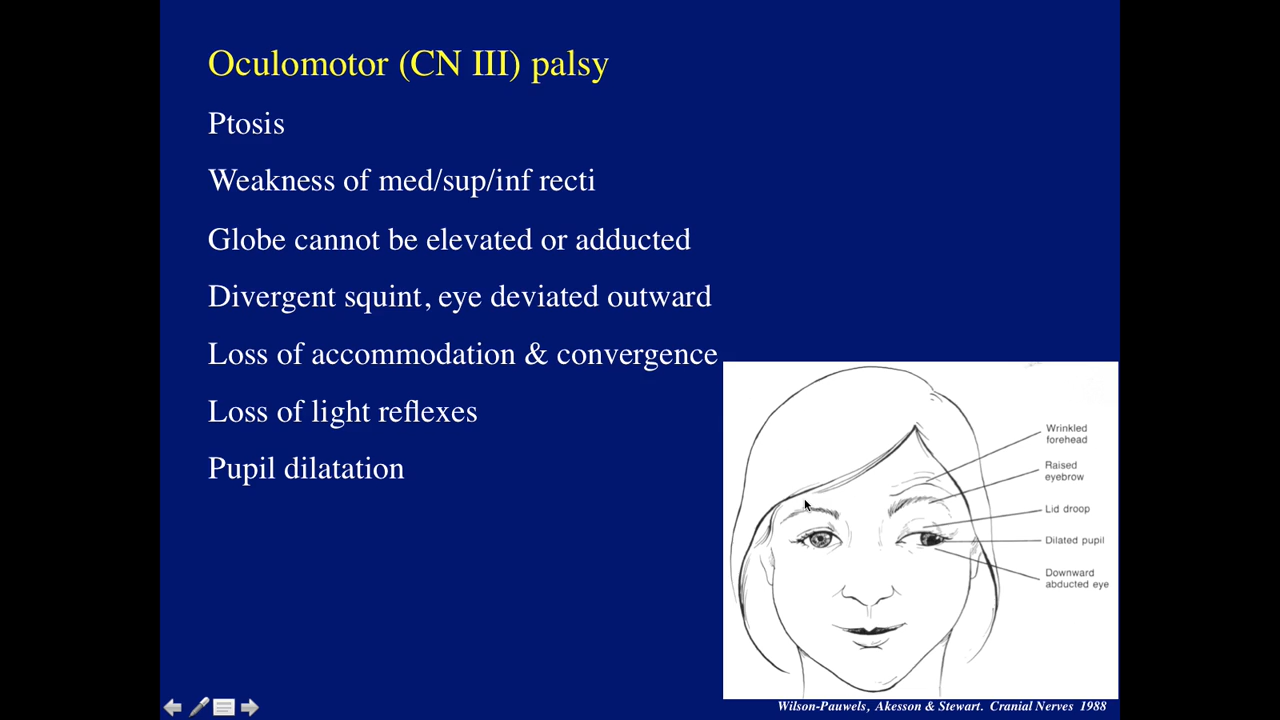 Oculomotor (CN III) palsy
Ptosis
Weakness of med/sup/inf recti
Globe cannot be elevated or adducted
Divergent squint, eye deviated outward
Loss of accommodation & convergence
Loss of light reflexes
Pupil dilatation
Wrinkled
forehead
Raised
eyebrow
Lid droop
Dilated pupil
Downward
abducted eye
Wilson-Pauwels, Akesson & Stewart. Cranial Nerves 1988